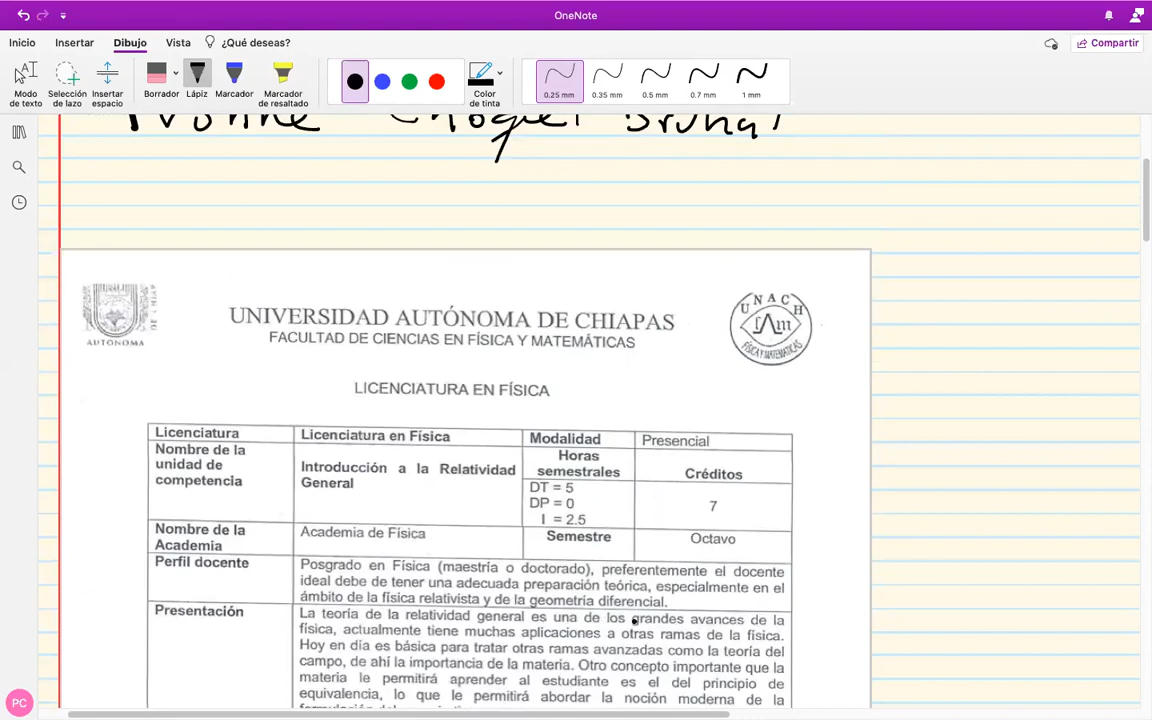 OneNote
Inicio Insertar Dibujo Vista ¿Qué deseas? Compartir
Modo de texto Selección de lazo Insertar espacio Borrador Lápiz Marcador Marcador de resaltado Color de tinta 0.25 mm 0.35 mm 0.5 mm 0.7 mm 1 mm
Yvonne Choquet Bruhat
AUTÓNOMA
UNIVERSIDAD AUTÓNOMA DE CHIAPAS
FACULTAD DE CIENCIAS EN FÍSICA Y MATEMÁTICAS
UNACH
FÍSICA Y MATEMÁTICAS
LICENCIATURA EN FÍSICA
Licenciatura Licenciatura en Física Modalidad Presencial
Nombre de la unidad de competencia Introducción a la Relatividad General Horas semestrales Créditos
DT = 5
DP = 0
I = 2.5
7
Nombre de la Academia Academia de Física Semestre Octavo
Perfil docente Posgrado en Física (maestría o doctorado), preferentemente el docente
ideal debe de tener una adecuada preparación teórica, especialmente en el
ámbito de la física relativista y de la geometría diferencial.
Presentación La teoría de la relatividad general es una de los grandes avances de la
física, actualmente tiene muchas aplicaciones a otras ramas de la física.
Hoy en día es básica para tratar otras ramas avanzadas como la teoría del
campo, de ahí la importancia de la materia. Otro concepto importante que la
materia le permitirá aprender al estudiante es el del principio de
equivalencia, lo que le permitirá abordar la noción moderna de la
PC